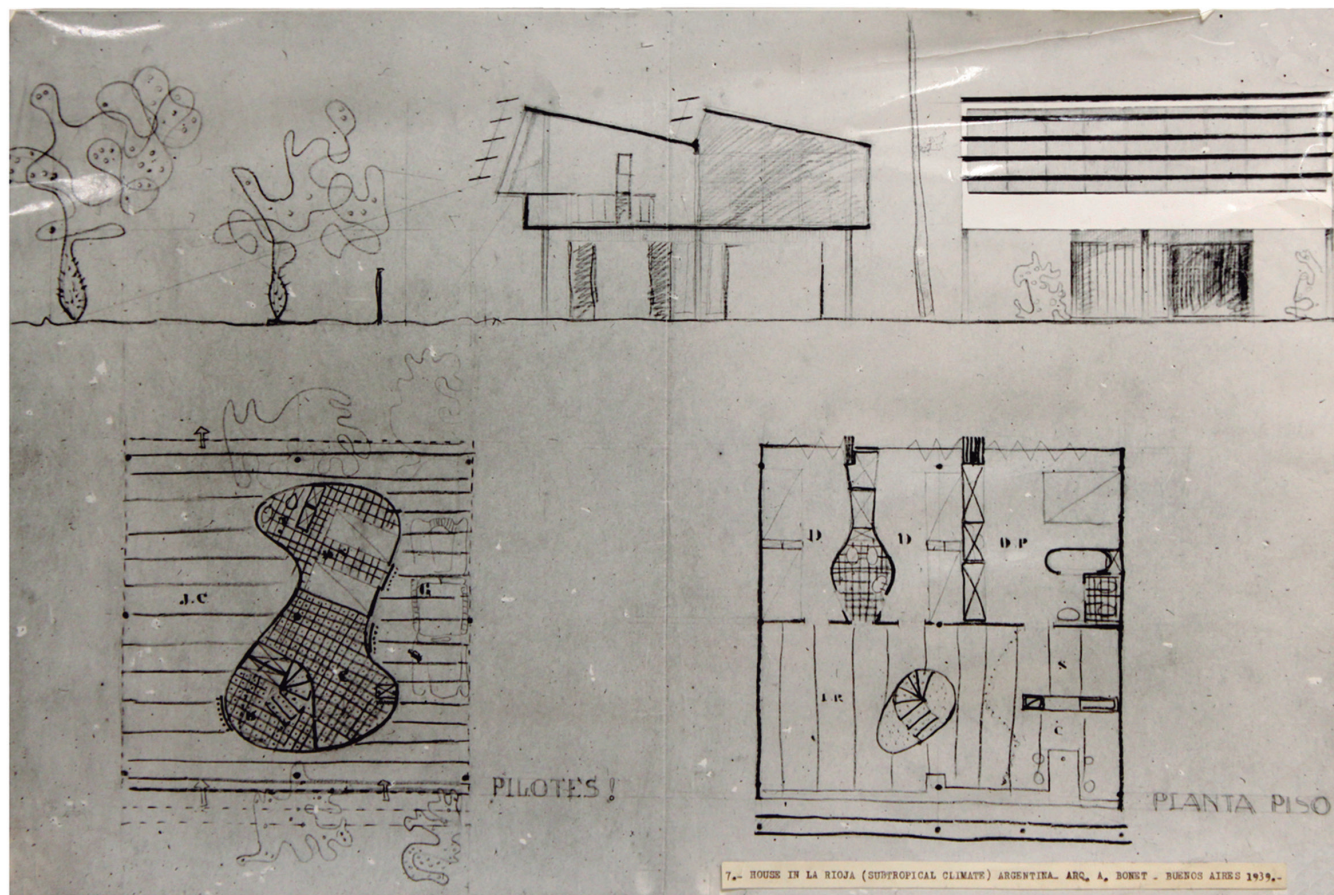 J.C
G
D
D
D.P
S
C
PILOTES!
PLANTA PISO
7.- HOUSE IN LA RIOJA (SUBTROPICAL CLIMATE) ARGENTINA. ARQ. A. BONET - BUENOS AIRES 1939.-